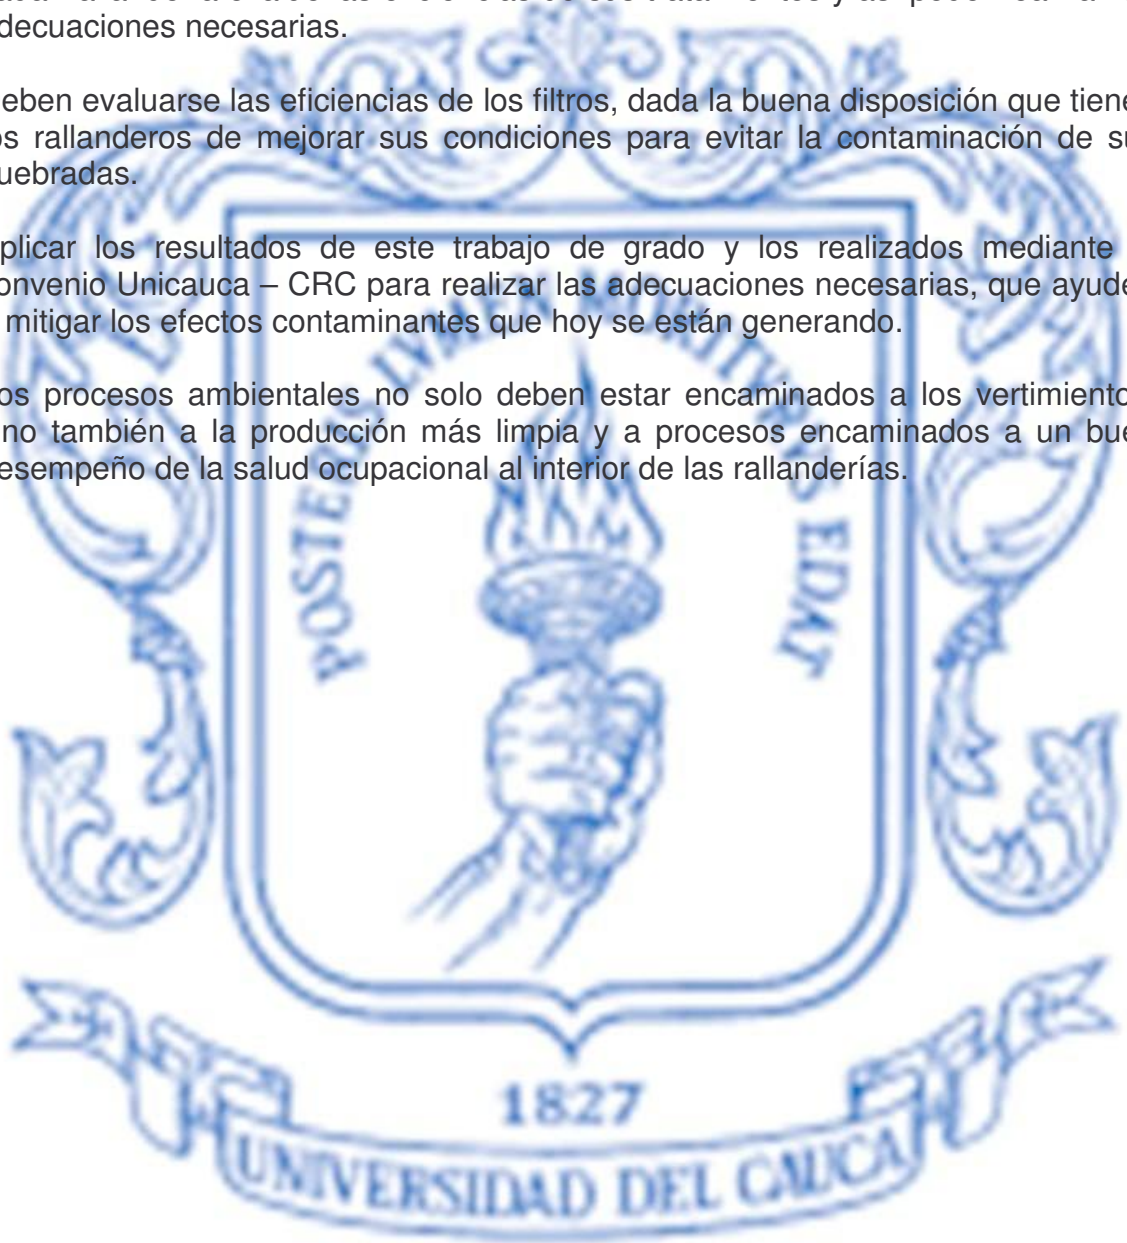 decuaciones necesarias.
eben evaluarse las eficiencias de los filtros, dada la buena disposición que tiene
os rallanderos de mejorar sus condiciones para evitar la contaminación de su
uebradas.
plicar los resultados de este trabajo de grado y los realizados mediante
onvenio Unicauca – CRC para realizar las adecuaciones necesarias, que ayude
mitigar los efectos contaminantes que hoy se están generando.
os procesos ambientales no solo deben estar encaminados a los vertimiento
no también a la producción más limpia y a procesos encaminados a un bue
esempeño de la salud ocupacional al interior de las rallanderías.
POSTE
EDAT
1827
UNIVERSIDAD DEL CAUCA